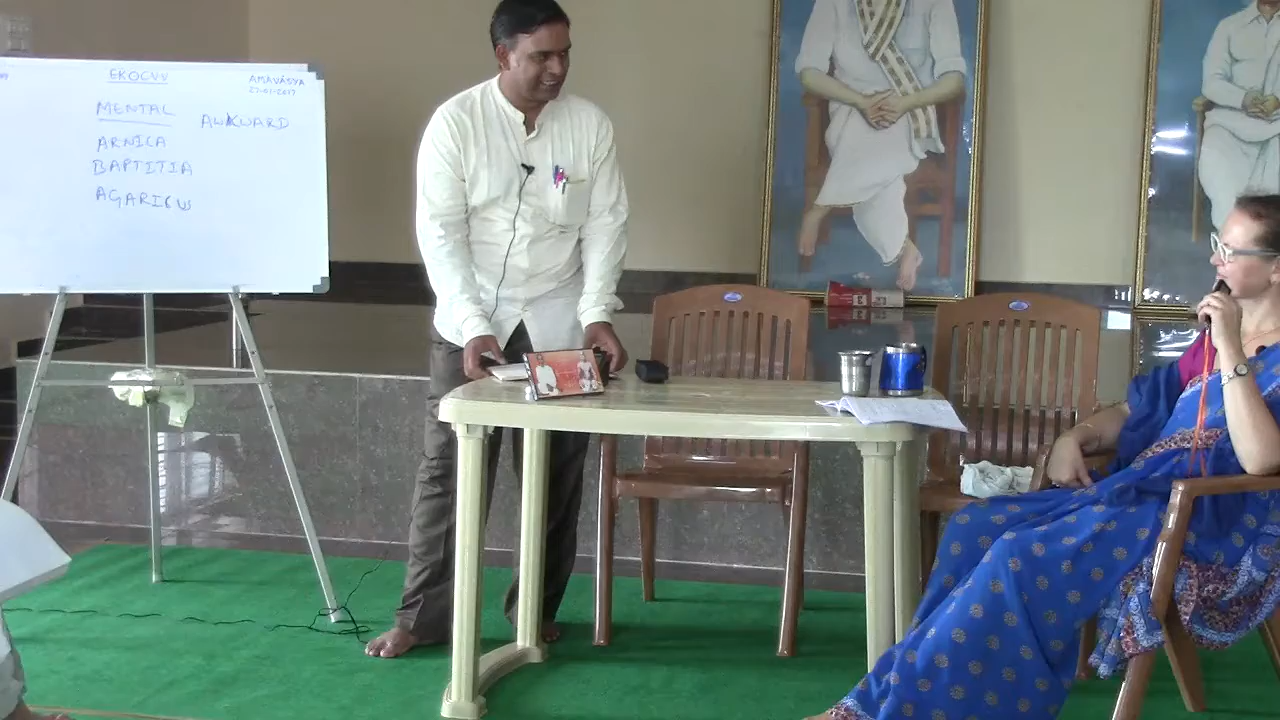 EKOCVV
AMAVASYA
27-01-2017
MENTAL
AWKWARD
ARNICA
BAPTITIA
AGARICUS